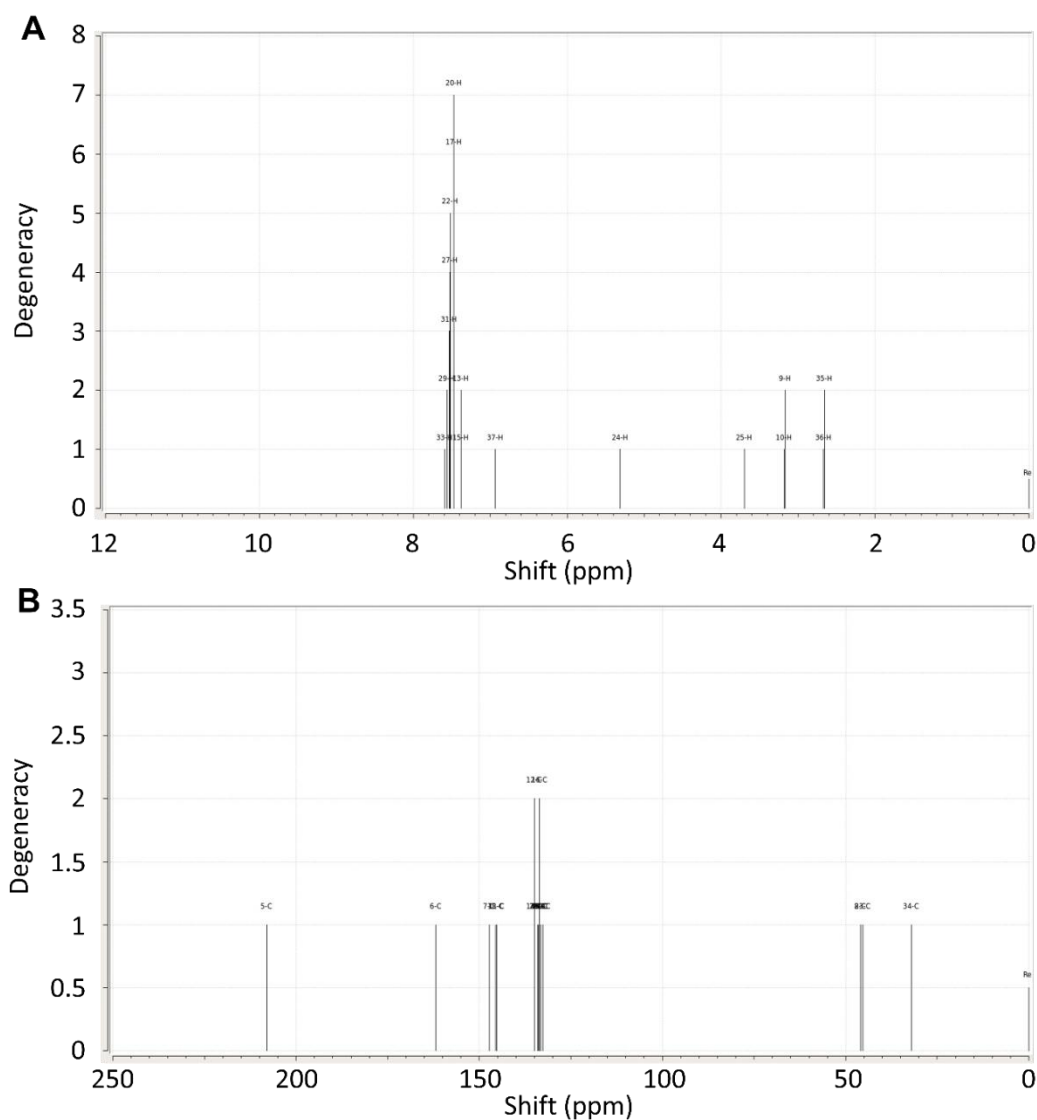 A
8
7
6
5
4
3
2
1
0
Degeneracy
20-H
17-H
22-H
27-H
31-H
13-H
15-H
37-H
24-H
25-H
9-H
10-H
35-H
36-H
Re
12
10
8
6
4
2
0
Shift (ppm)
B
3.5
3
2.5
2
1.5
1
0.5
0
Degeneracy
5-C
6-C
34-C
Re
250
200
150
100
50
0
Shift (ppm)